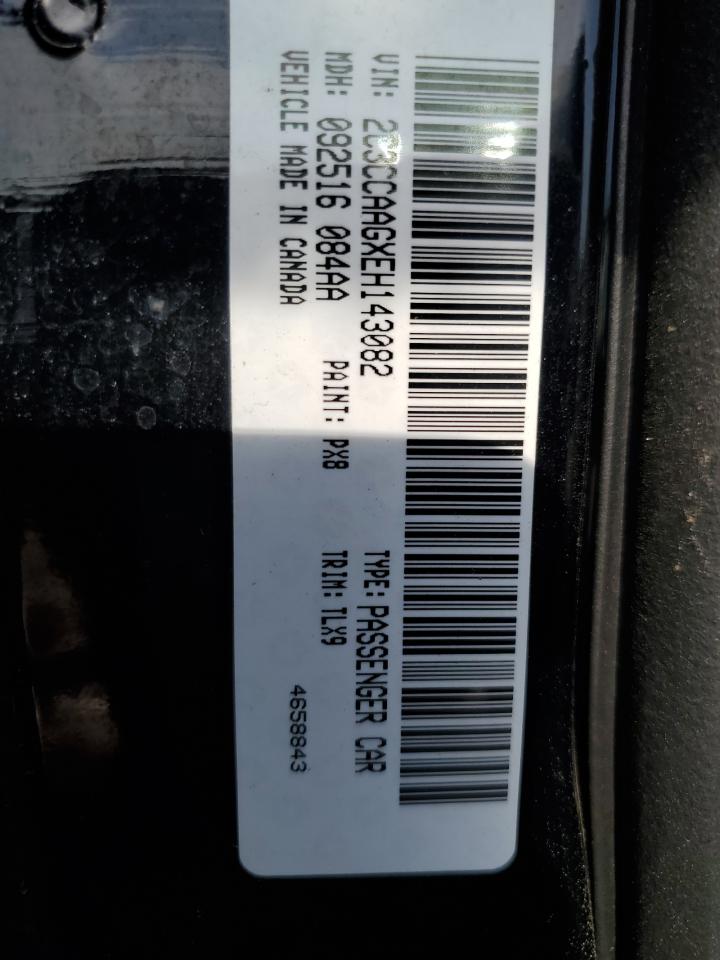 VIN: 2C3CCAAGXEH143082 TYPE: PASSENGER CAR
MDH: 092516 084AA PAINT: PX8 TRIM: TLX9
VEHICLE MADE IN CANADA 4658843